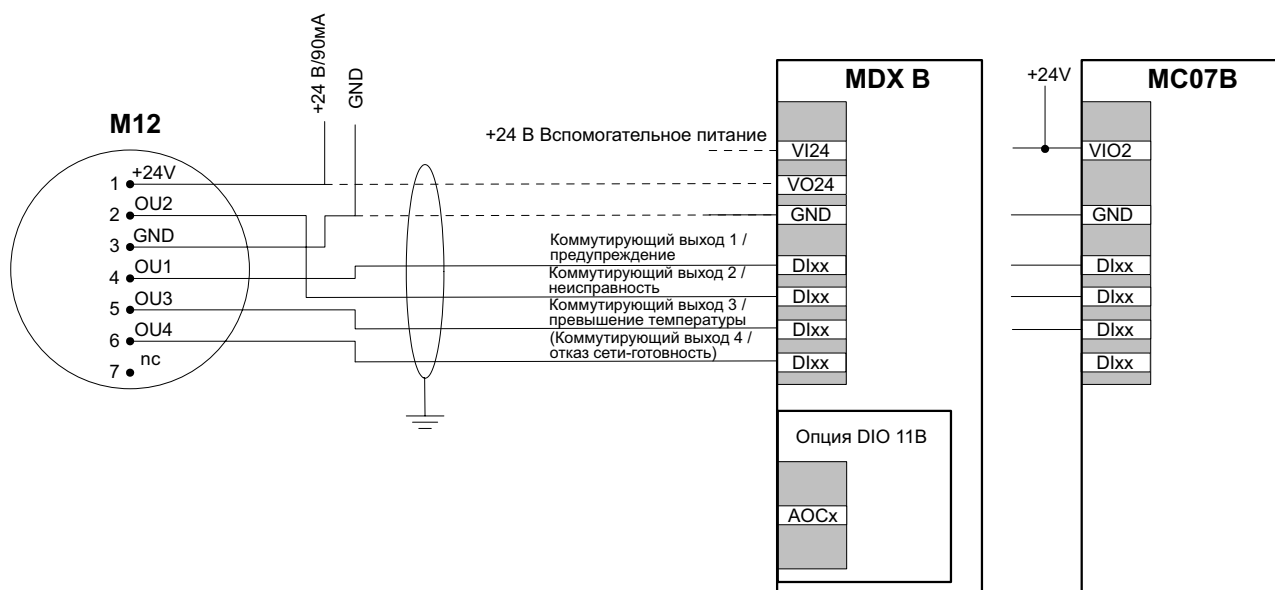 M12
+24 В/90мА
GND
1 +24V
2 OU2
3 GND
4 OU1
5 OU3
6 OU4
7 nc
+24 В Вспомогательное питание
Коммутирующий выход 1 /
предупреждение
Коммутирующий выход 2 /
неисправность
Коммутирующий выход 3 /
превышение температуры
(Коммутирующий выход 4 /
отказ сети-готовность)
MDX B
VI24
VO24
GND
DIxx
DIxx
DIxx
DIxx
Опция DIO 11B
AOCx
+24V
MC07B
VIO2
GND
DIxx
DIxx
DIxx
DIxx